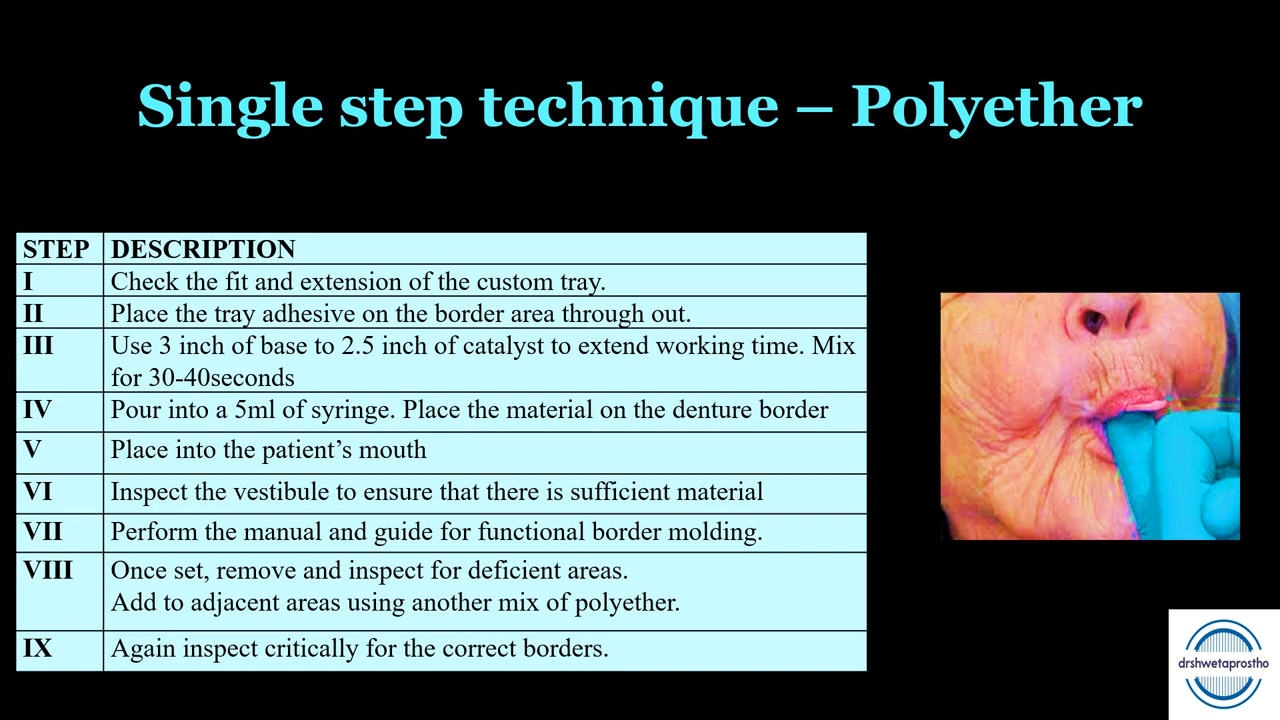 Single step technique – Polyether
STEP DESCRIPTION
I Check the fit and extension of the custom tray.
II Place the tray adhesive on the border area through out.
III Use 3 inch of base to 2.5 inch of catalyst to extend working time. Mix
for 30-40seconds
IV Pour into a 5ml of syringe. Place the material on the denture border
V Place into the patient’s mouth
VI Inspect the vestibule to ensure that there is sufficient material
VII Perform the manual and guide for functional border molding.
VIII Once set, remove and inspect for deficient areas.
Add to adjacent areas using another mix of polyether.
IX Again inspect critically for the correct borders.
drshwetaprostho